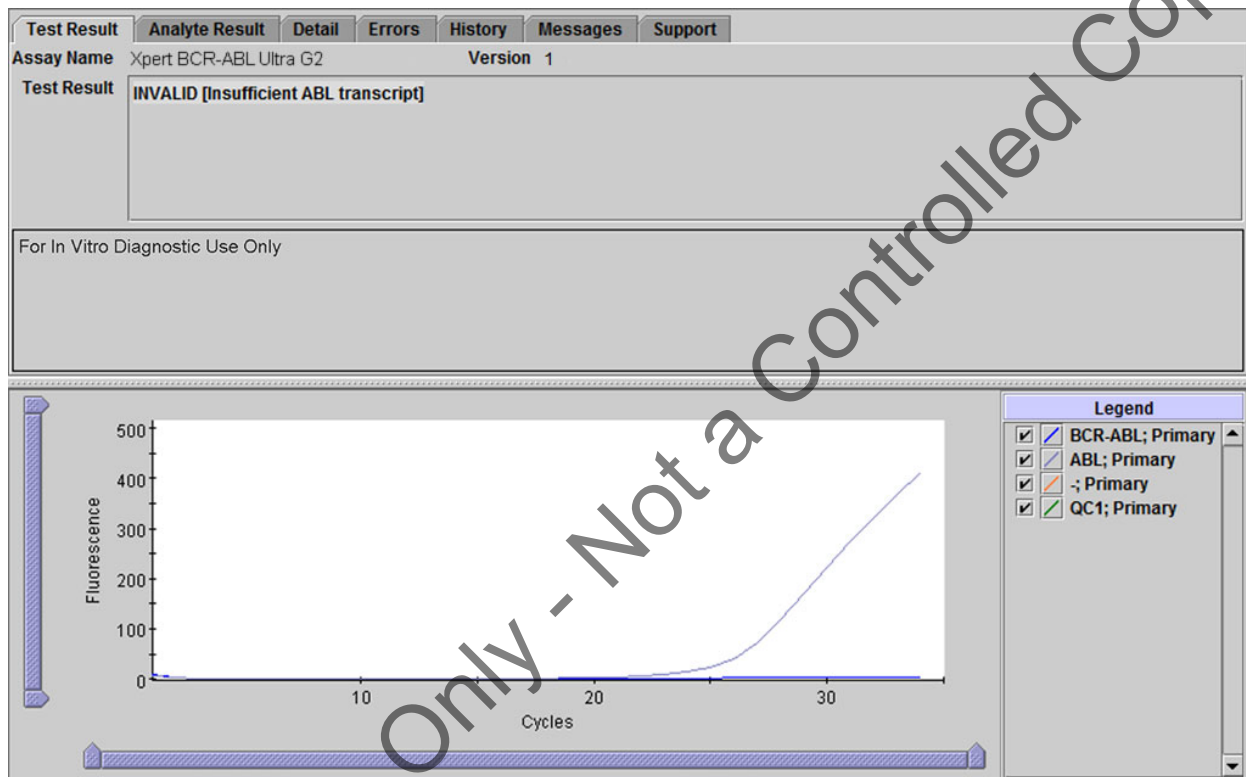 Test Result Analyte Result Detail Errors History Messages Support
Assay Name Xpert BCR-ABL Ultra G2 Version 1
Test Result INVALID [Insufficient ABL transcript]
For In Vitro Diagnostic Use Only
Legend
BCR-ABL; Primary
ABL; Primary
-; Primary
QC1; Primary
500
400
300
200
100
0
Fluorescence
10 20 30
Cycles
Only - Not a Controlled Cop